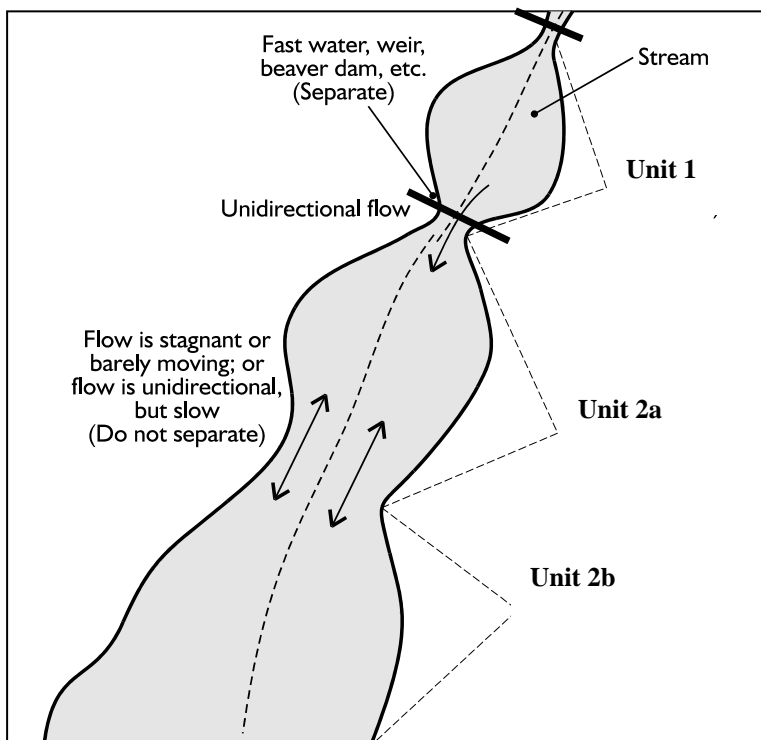 Fast water, weir,
beaver dam, etc.
(Separate)
Stream
Unit 1
Unidirectional flow
Flow is stagnant or
barely moving; or
flow is unidirectional,
but slow
(Do not separate)
Unit 2a
Unit 2b